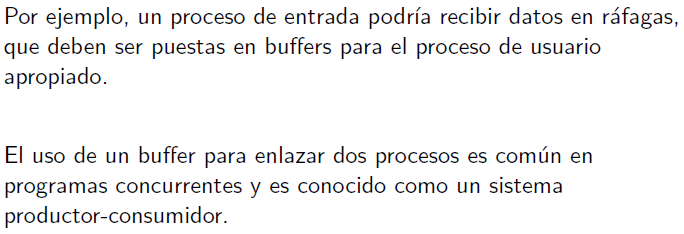 Por ejemplo, un proceso de entrada podría recibir datos en ráfagas,
que deben ser puestas en buffers para el proceso de usuario
apropiado.
El uso de un buffer para enlazar dos procesos es común en
programas concurrentes y es conocido como un sistema
productor-consumidor.